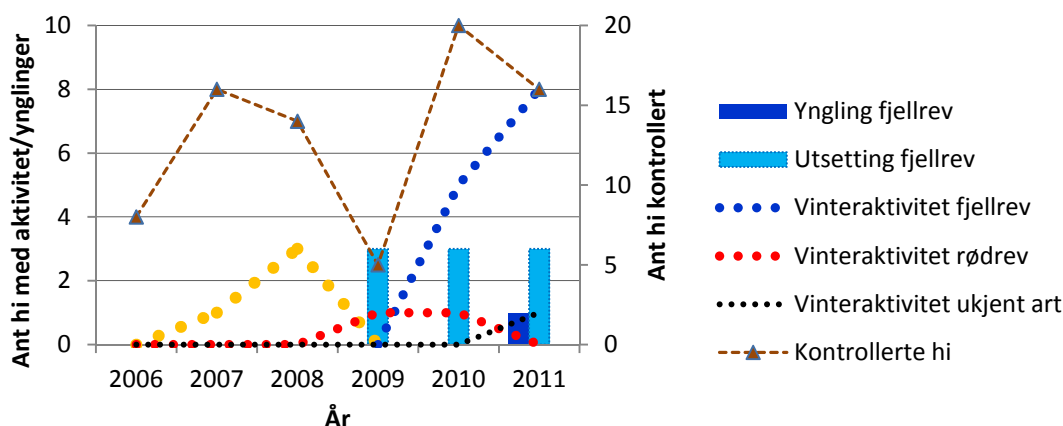 Ant hi med aktivitet/ynglinger
10
8
6
4
2
0
20
15
10
5
0
Ant hi kontrollert
2006 2007 2008 2009 2010 2011
År
Yngling fjellrev
Utsetting fjellrev
Vinteraktivitet fjellrev
Vinteraktivitet rødrev
Vinteraktivitet ukjent art
Kontrollerte hi